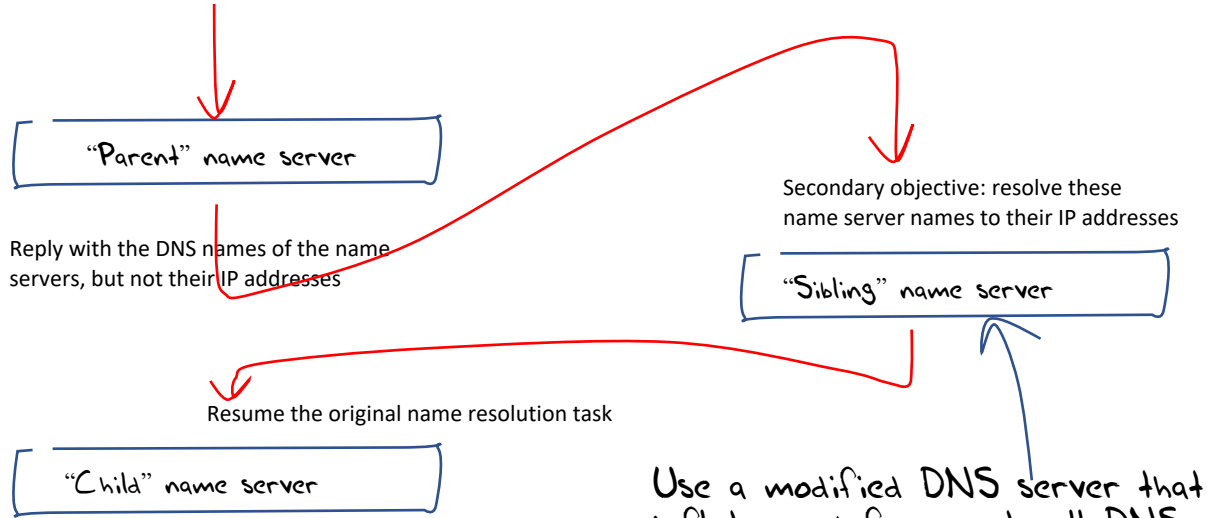 “Parent” name server
Reply with the DNS names of the name
servers, but not their IP addresses
Secondary objective: resolve these
name server names to their IP addresses
“Sibling” name server
Resume the original name resolution task
“Child” name server
Use a modified DNS server that
DNS